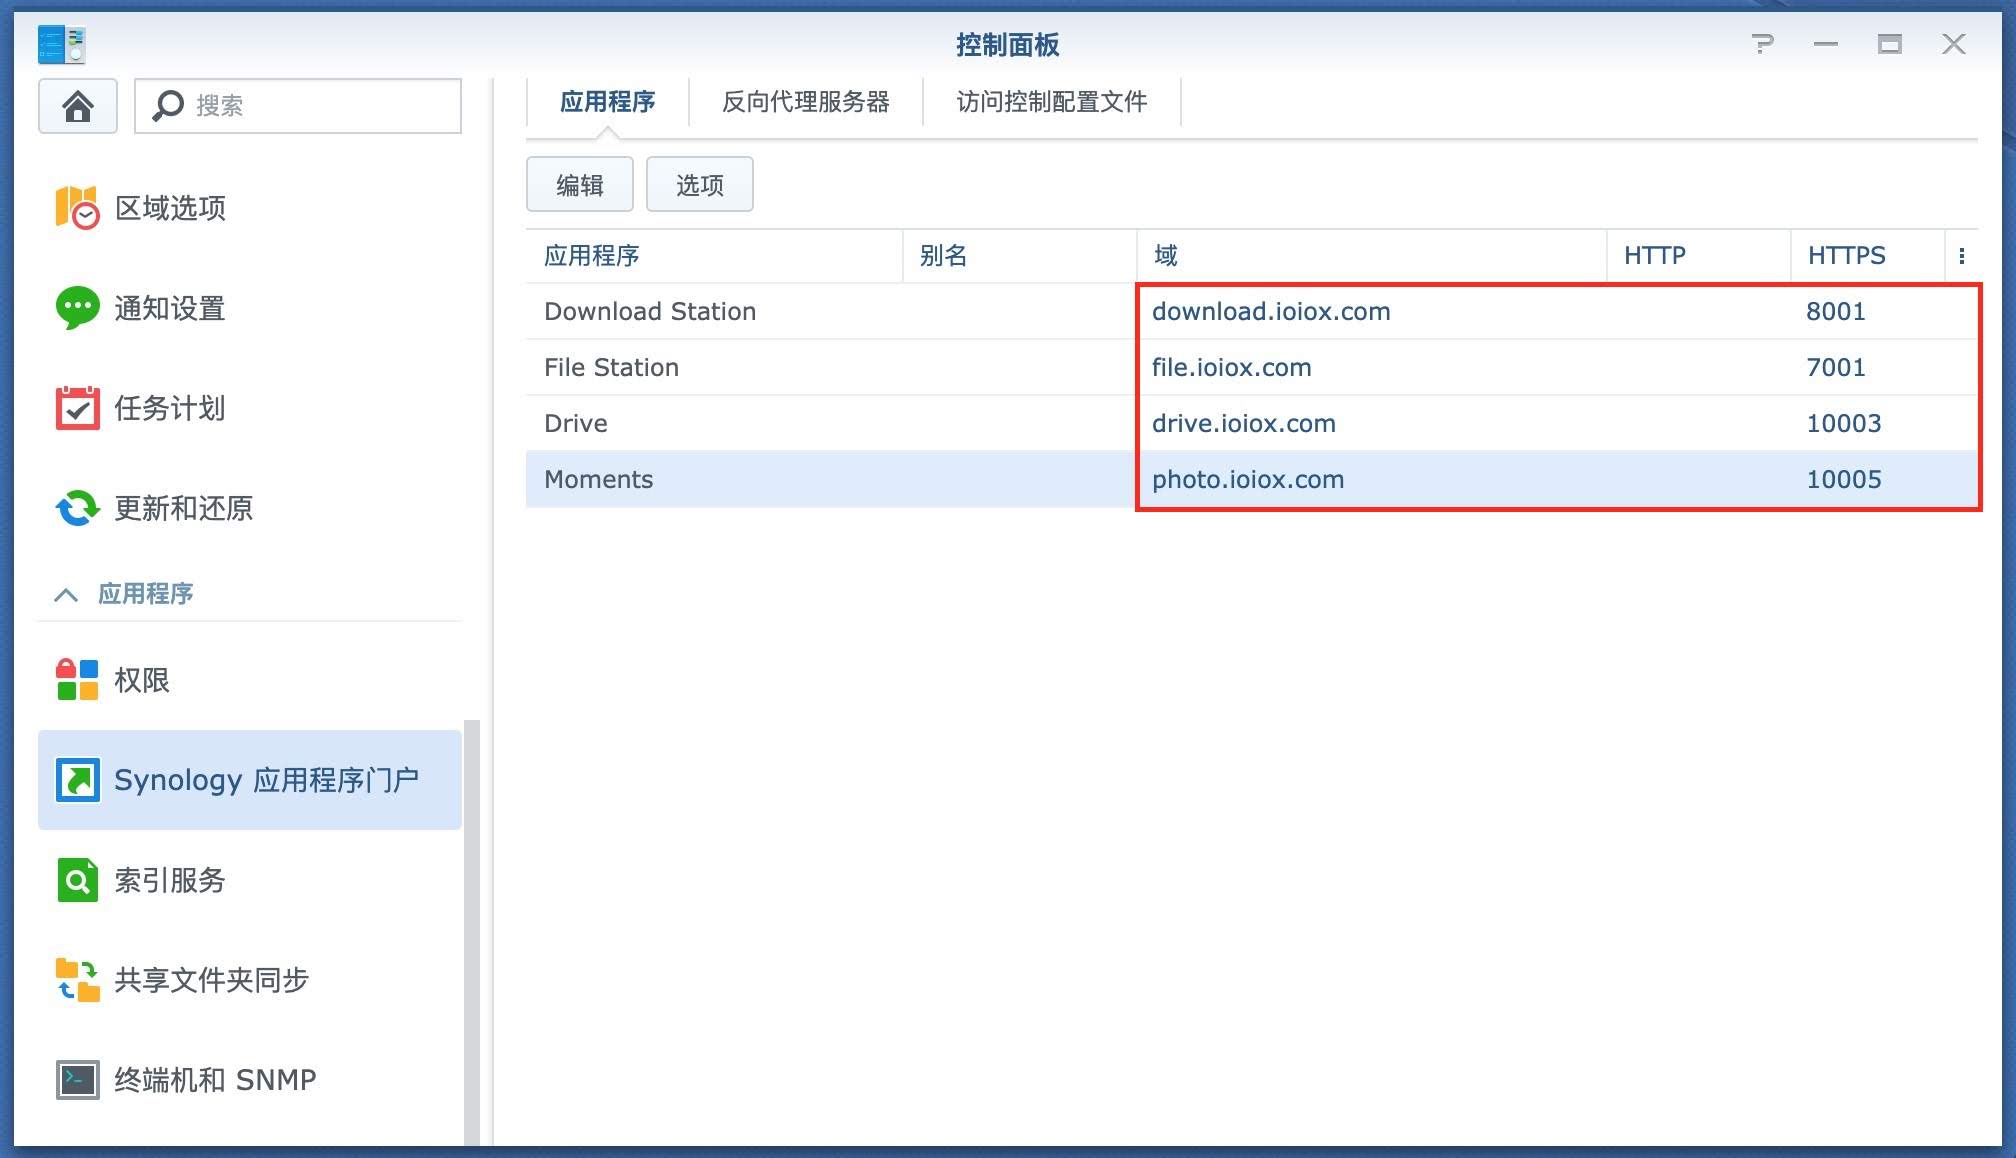 控制面板
搜索
区域选项
通知设置
任务计划
更新和还原
应用程序
权限
Synology 应用程序门户
索引服务
共享文件夹同步
终端机和 SNMP
应用程序 反向代理服务器 访问控制配置文件
编辑 选项
应用程序 别名 域 HTTP HTTPS
Download Station download.ioiox.com 8001
File Station file.ioiox.com 7001
Drive drive.ioiox.com 10003
Moments photo.ioiox.com 10005